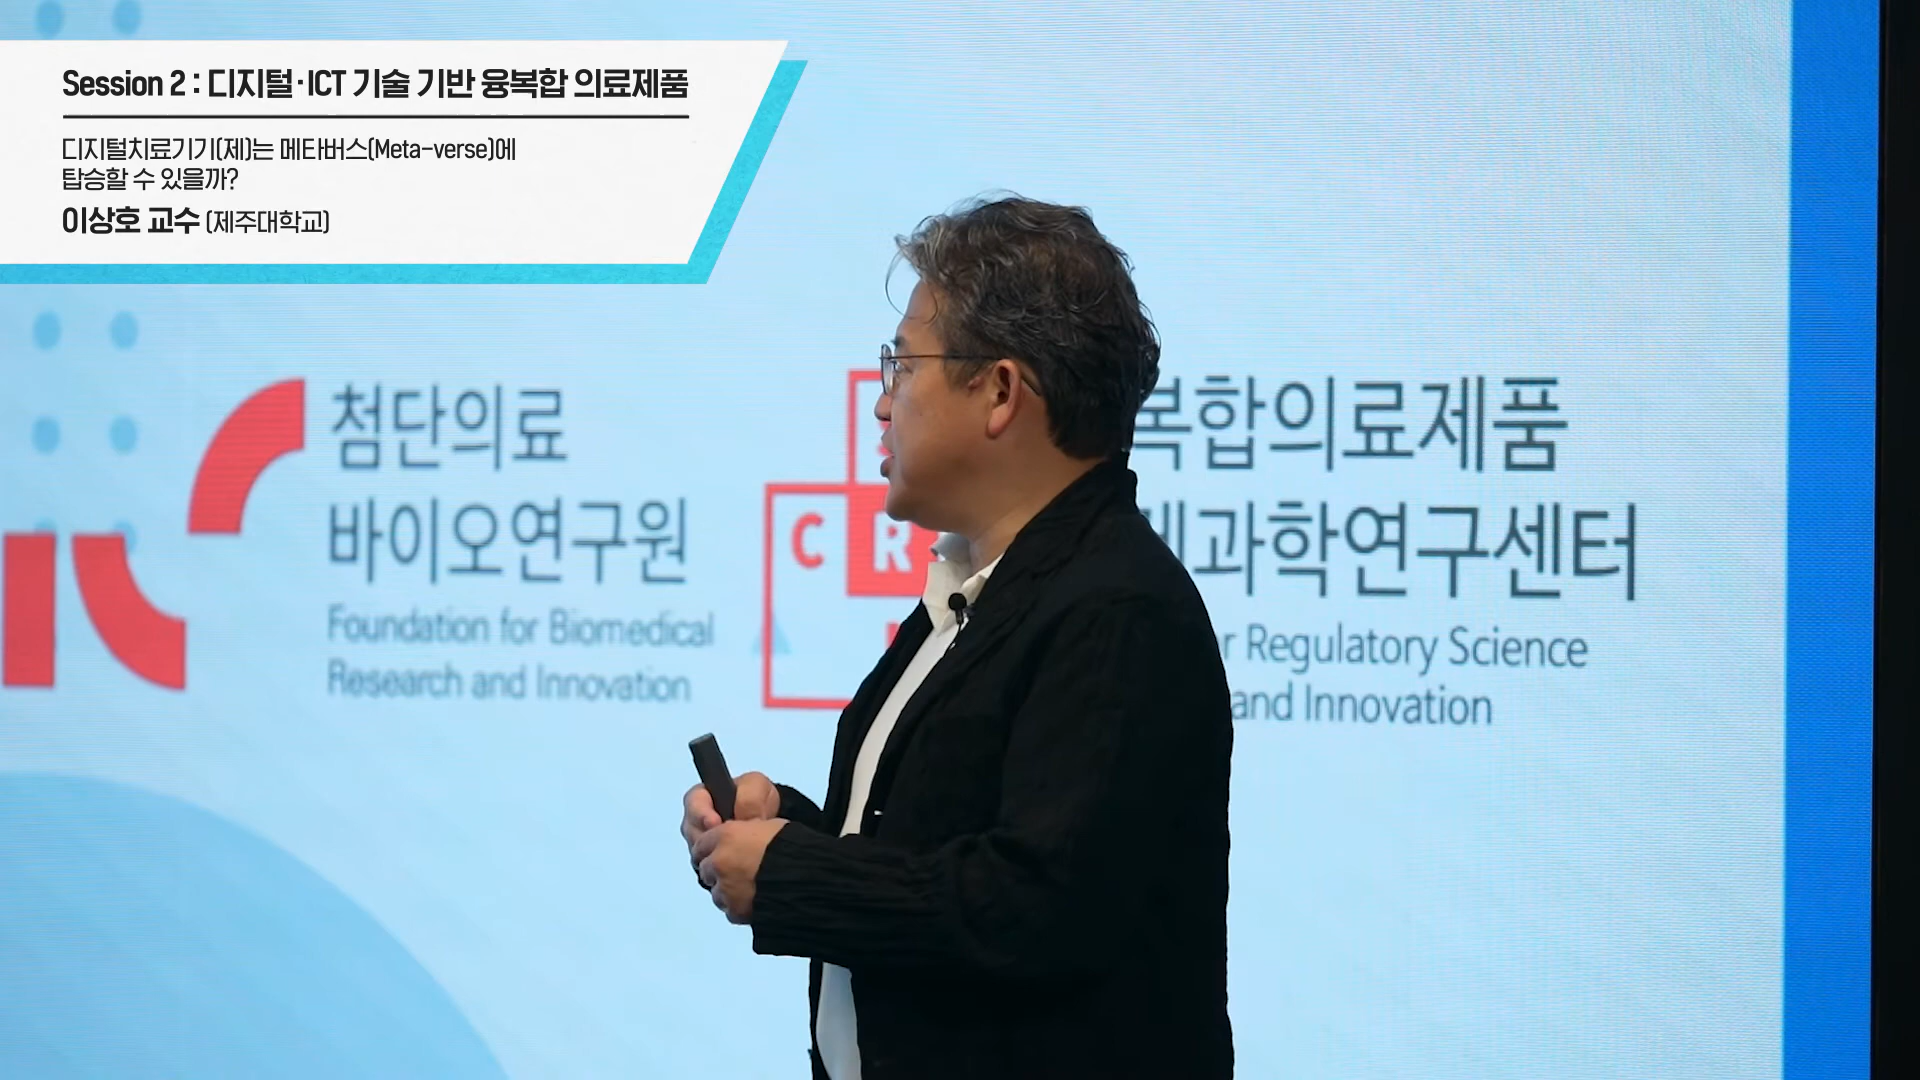 Session 2 : 디지털·ICT 기술 기반 융복합 의료제품
디지털치료기기(제)는 메타버스(Meta-verse)에
탑승할 수 있을까?
이상호 교수 (제주대학교)
첨단의료
바이오연구원
Foundation for Biomedical
Research and Innovation
C R
복합의료제품
제과학연구센터
Regulatory Science
and Innovation